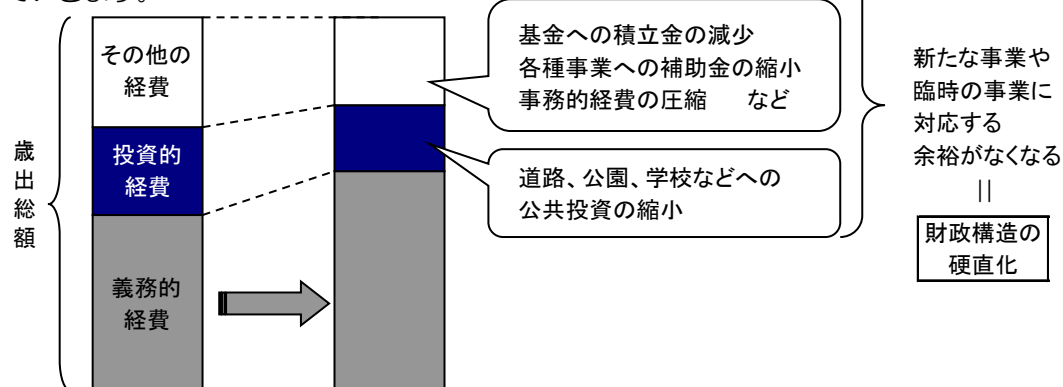 ていきます。
その他の
経費
投資的
経費
義務的
経費
歳出総額
基金への積立金の減少
各種事業への補助金の縮小
事務的経費の圧縮 など
道路、公園、学校などへの
公共投資の縮小
新たな事業や
臨時の事業に
対応する
余裕がなくなる
||
財政構造の
硬直化